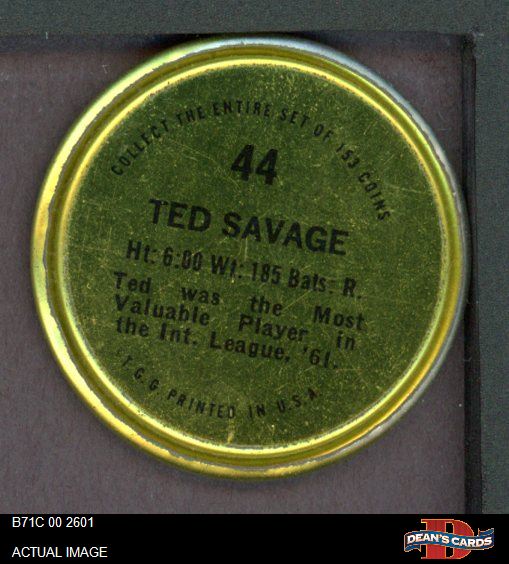 COLLECT THE ENTIRE SET OF 153 COINS
44
TED SAVAGE
Ht: 6:00 Wt: 185 Bats: R.
Ted was the Most
Valuable Player in
the Int. League, '61.
T.C.G. PRINTED IN U.S.A.
B71C 00 2601
ACTUAL IMAGE
D
DEAN'S CARDS